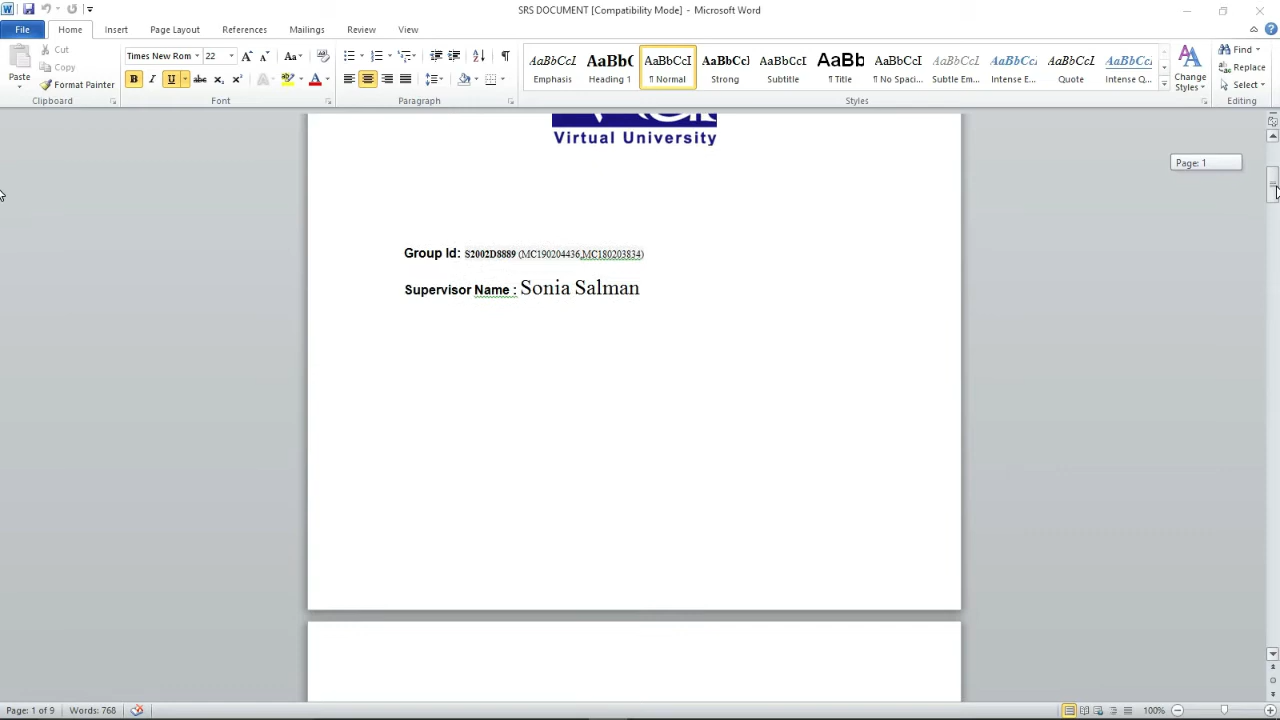 SRS DOCUMENT [Compatibility Mode] - Microsoft Word
File Home Insert Page Layout References Mailings Review View
Paste
Cut
Copy
Format Painter
Clipboard
Times New Rom 22
Font
Paragraph
AaBbCcI AaBbC AaBbCcI AaBbCcI AaBbCcI AaBb AaBbCcI AaBbCcI AaBbCcI AaBbCcI AaBbCcI
Emphasis Heading 1 ¶ Normal Strong Subtitle ¶ Title ¶ No Spaci... Subtle Em... Intense E... Quote Intense Q...
Styles
Change Styles
Find
Replace
Select
Editing
Virtual University
Page: 1
Group Id: S2002D8889 (MC190204436,MC180203834)
Supervisor Name : Sonia Salman
Page: 1 of 9 Words: 768 100%